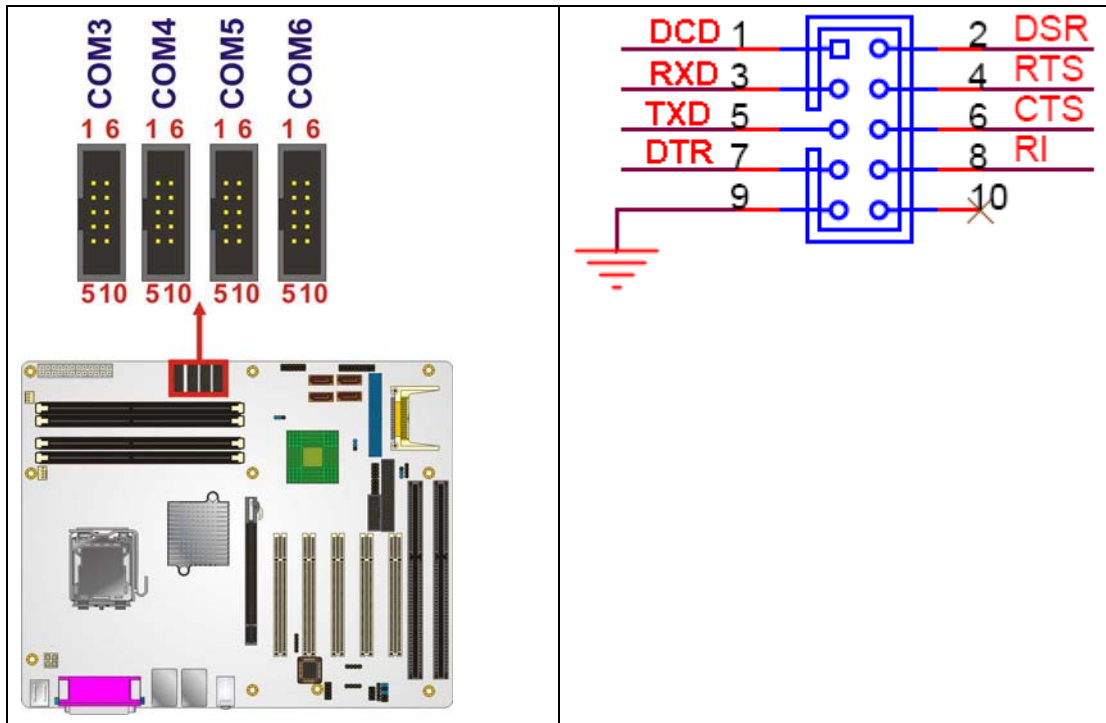 COM3 COM4 COM5 COM6
1 6 1 6 1 6 1 6
5 10 5 10 5 10 5 10
DCD 1 2 DSR
RXD 3 4 RTS
TXD 5 6 CTS
DTR 7 8 RI
9 10